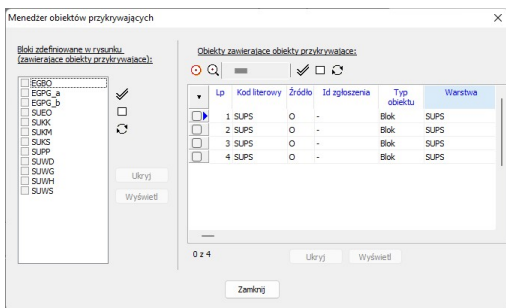 Menedżer obiektów przykrywających
Bloki zdefiniowane w rysunku
(zawierające obiekty przykrywające):
EGBO
EGPG_a
EGPG_b
SUEO
SUKK
SUKM
SUKS
SUPP
SUWD
SUWG
SUWH
SUWS
Ukryj
Wyświetl
Obiekty zawierające obiekty przykrywające:
Lp Kod literowy Źródło Id zgłoszenia Typ obiektu Warstwa
1 SUPS O - Blok SUPS
2 SUPS O - Blok SUPS
3 SUPS O - Blok SUPS
4 SUPS O - Blok SUPS
0 z 4
Ukryj
Wyświetl
Zamknij